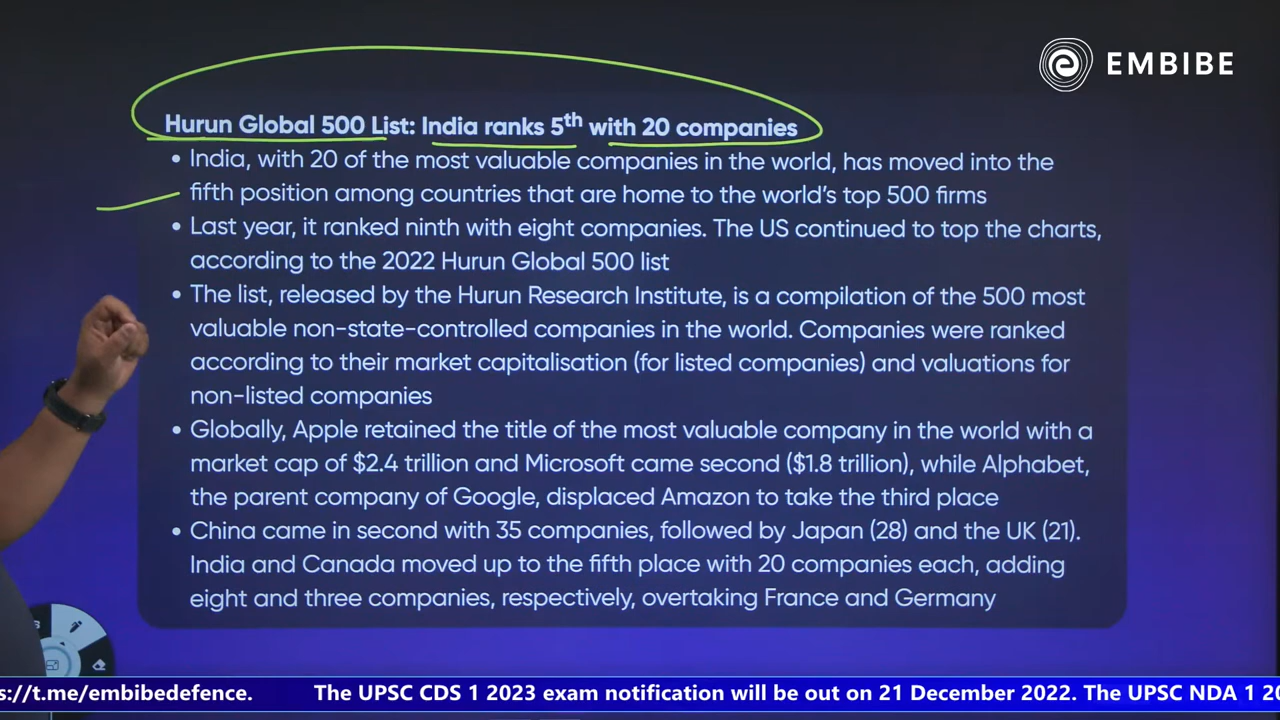 EMBIBE
Hurun Global 500 List: India ranks 5th with 20 companies
• India, with 20 of the most valuable companies in the world, has moved into the
fifth position among countries that are home to the world's top 500 firms
• Last year, it ranked ninth with eight companies. The US continued to top the charts,
according to the 2022 Hurun Global 500 list
• The list, released by the Hurun Research Institute, is a compilation of the 500 most
valuable non-state-controlled companies in the world. Companies were ranked
according to their market capitalisation (for listed companies) and valuations for
non-listed companies
• Globally, Apple retained the title of the most valuable company in the world with a
market cap of $2.4 trillion and Microsoft came second ($1.8 trillion), while Alphabet,
the parent company of Google, displaced Amazon to take the third place
• China came in second with 35 companies, followed by Japan (28) and the UK (21).
India and Canada moved up to the fifth place with 20 companies each, adding
eight and three companies, respectively, overtaking France and Germany
s://t.me/embibedefence. The UPSC CDS 1 2023 exam notification will be out on 21 December 2022. The UPSC NDA 1 20